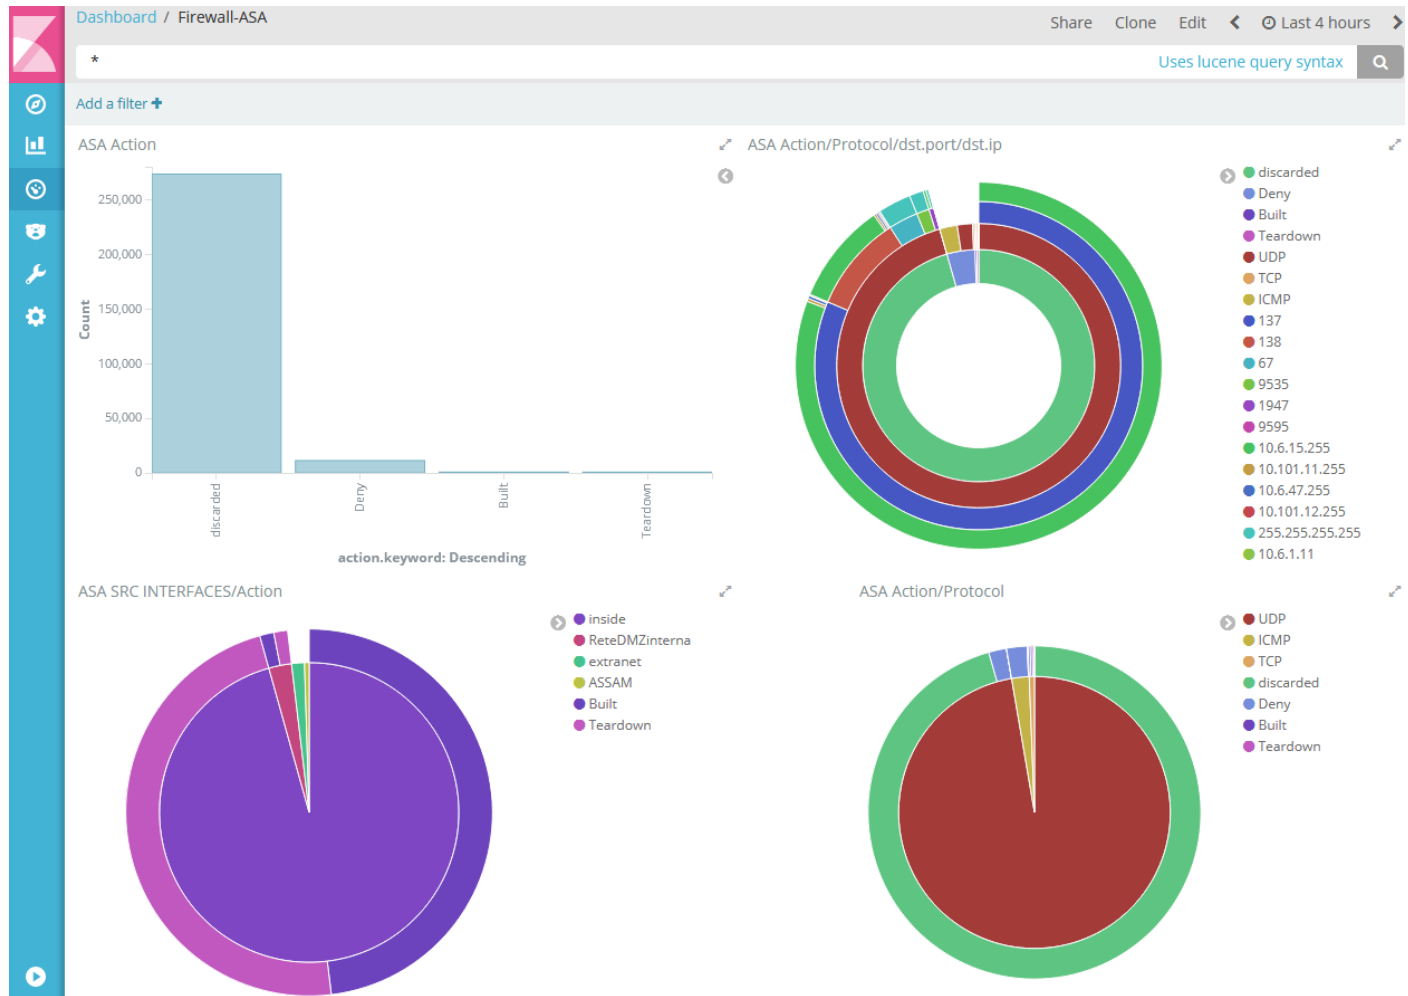 Dashboard / Firewall-ASA
Share Clone Edit Last 4 hours
*
Uses lucene query syntax
Add a filter
ASA Action
250,000
200,000
150,000
100,000
50,000
0
Count
discarded
Deny
Built
Teardown
action.keyword: Descending
ASA Action/Protocol/dst.port/dst.ip
discarded
Deny
Built
Teardown
UDP
TCP
ICMP
137
138
67
9535
1947
9595
10.6.15.255
10.101.11.255
10.6.47.255
10.101.12.255
255.255.255.255
10.6.1.11
ASA SRC INTERFACES/Action
inside
ReteDMZinterna
extranet
ASSAM
Built
Teardown
ASA Action/Protocol
UDP
ICMP
TCP
discarded
Deny
Built
Teardown